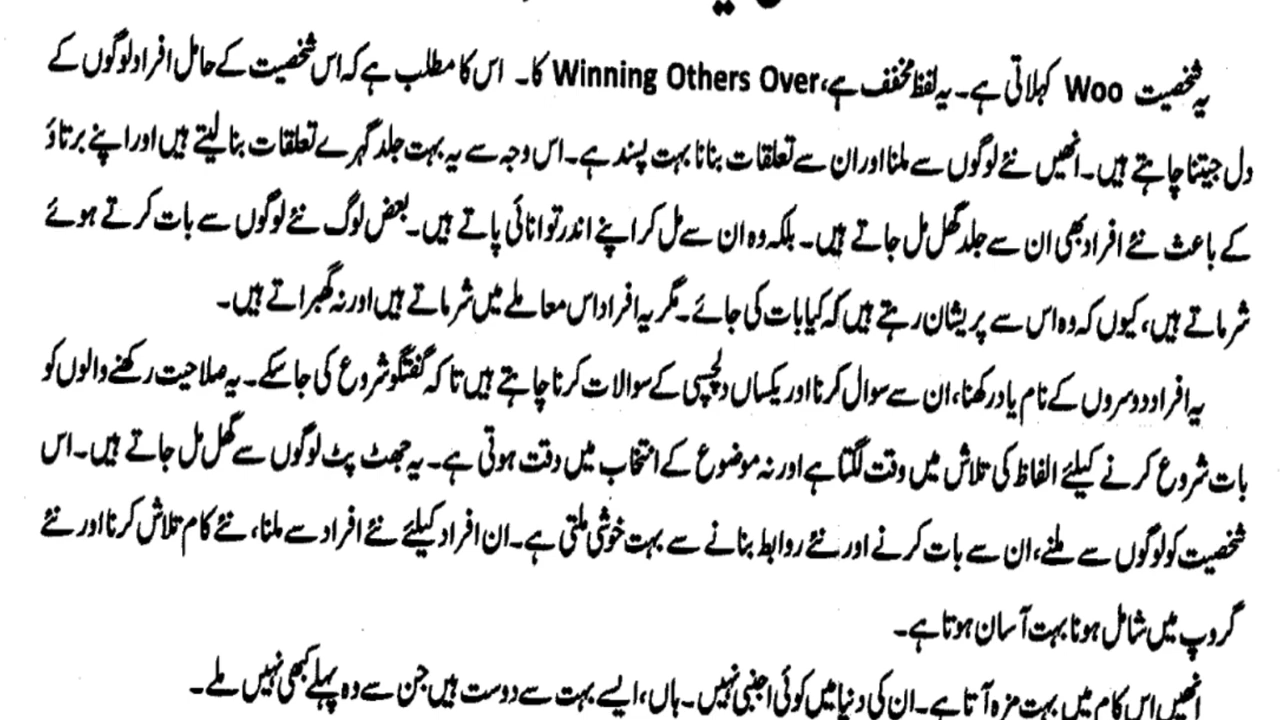 یہ شخصیت Woo کہلاتی ہے۔ یہ لفظ مخفف ہے، Winning Others Over کا۔ اس کا مطلب ہے کہ اس شخصیت کے حامل افراد لوگوں کے
دل جیتنا چاہتے ہیں۔ انھیں نئے لوگوں سے ملنا اور ان سے تعلقات بنانا بہت پسند ہے۔ اس وجہ سے یہ بہت جلد گہرے تعلقات بنا لیتے ہیں اور اپنے برتاؤ
کے باعث نئے افراد بھی ان سے جلد گھل مل جاتے ہیں۔ بلکہ وہ ان سے مل کر اپنے اندر توانائی پاتے ہیں۔ بعض لوگ نئے لوگوں سے بات کرتے ہوئے
شرماتے ہیں، کیوں کہ وہ اس سے پریشان رہتے ہیں کہ کیا بات کی جائے۔ مگر یہ افراد اس معاملے میں شرماتے ہیں اور نہ گھبراتے ہیں۔
یہ افراد دوسروں کے نام یاد رکھنا، ان سے سوال کرنا اور یکساں دلچسپی کے سوالات کرنا چاہتے ہیں تا کہ گفتگو شروع کی جا سکے۔ یہ صلاحیت رکھنے والوں کو
بات شروع کرنے کیلئے الفاظ کی تلاش میں وقت لگتا ہے اور نہ موضوع کے انتخاب میں دقت ہوتی ہے۔ یہ جھٹ پٹ لوگوں سے گھل مل جاتے ہیں۔ اس
شخصیت کو لوگوں سے ملنے، ان سے بات کرنے اور نئے روابط بنانے سے بہت خوشی ملتی ہے۔ ان افراد کیلئے نئے افراد سے ملنا، نئے کام تلاش کرنا اور نئے
گروپ میں شامل ہونا بہت آسان ہوتا ہے۔
انھیں اس کام میں بہت مزہ آتا ہے۔ ان کی دنیا میں کوئی اجنبی نہیں۔ ہاں، ایسے بہت سے دوست ہیں جن سے وہ پہلے کبھی نہیں ملے۔